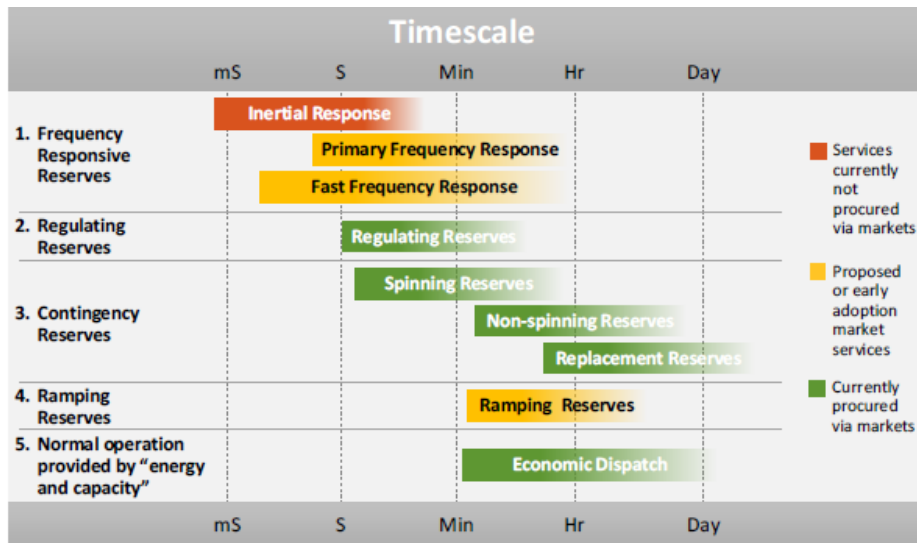 Timescale
mS S Min Hr Day
Inertial Response
1. Frequency
Responsive
Reserves
Primary Frequency Response
Fast Frequency Response
2. Regulating
Reserves
Regulating Reserves
Spinning Reserves
3. Contingency
Reserves
Non-spinning Reserves
Replacement Reserves
4. Ramping
Reserves
Ramping Reserves
5. Normal operation
provided by “energy
and capacity”
Economic Dispatch
mS S Min Hr Day
Services
currently
not
procured
via markets
Proposed
or early
adoption
market
services
Currently
procured
via markets